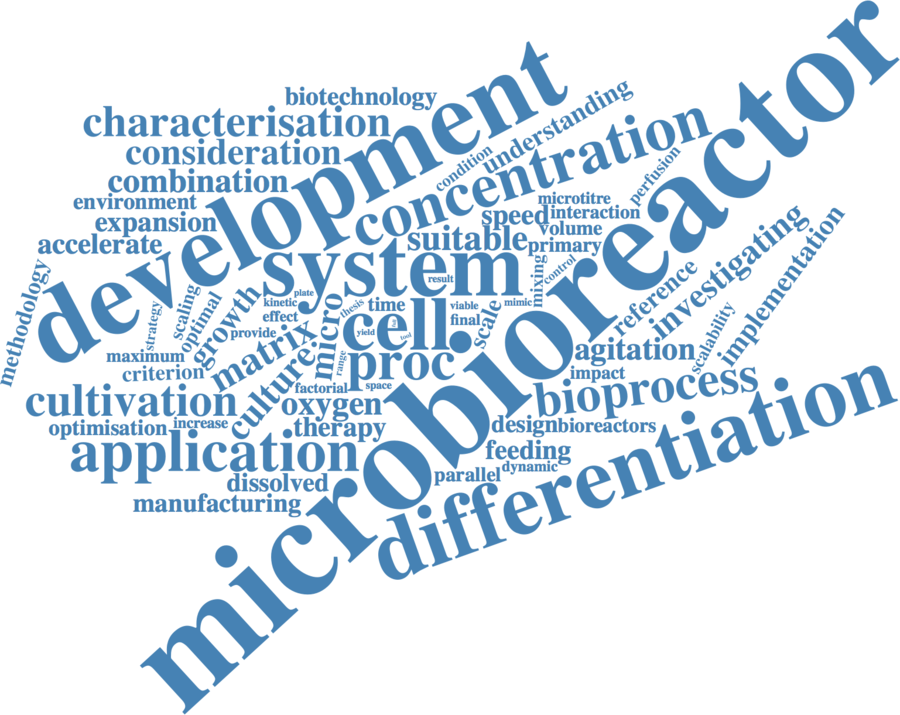 microbioreactor
development
differentiation
system
concentration
application
cell
proc
bioprocess
characterisation
cultivation
biotechnology
understanding
consideration
condition
combination
perfusion
environment
microtitre
expansion
speed
interaction
accelerate
suitable
volume
primary
methodology
result
mixing
control
investigating
implementation
reference
scalability
strategy
scaling
optimal
growth
plate
kinetic
effect
provide
matrix
micro
thesis
time
viable
mimic
final
scale
yield
maximum
criterion
culture
range
factorial
space
agitation
impact
oxygen
optimisation
increase
therapy
design
bioreactors
feeding
dynamic
parallel
dissolved
manufacturing